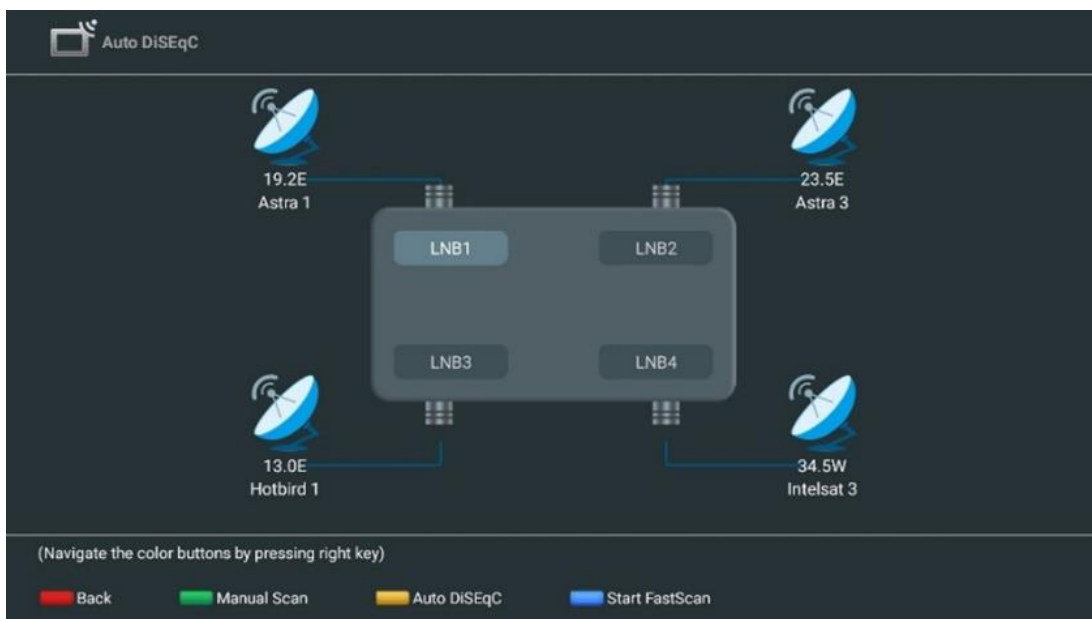 Auto DiSEqC
19.2E
Astra 1
23.5E
Astra 3
LNB1
LNB2
LNB3
LNB4
13.0E
Hotbird 1
34.5W
Intelsat 3
(Navigate the color buttons by pressing right key)
Back
Manual Scan
Auto DiSEqC
Start FastScan